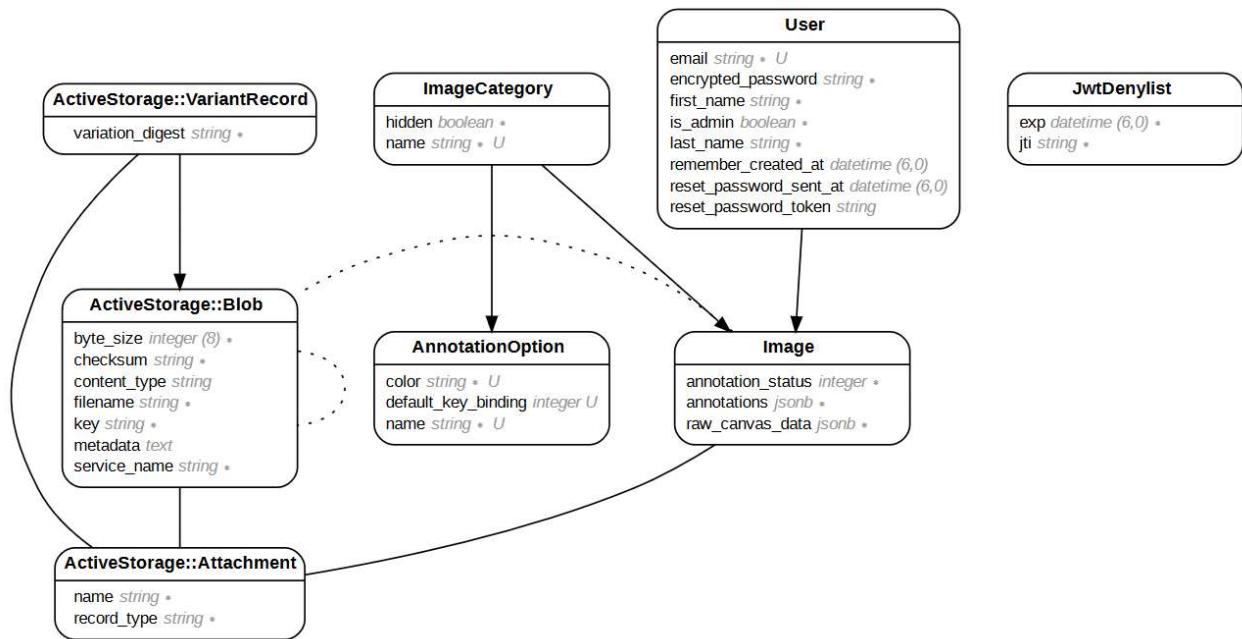 User
email string * U
encrypted_password string *
first_name string *
is_admin boolean *
last_name string *
remember_created_at datetime (6,0)
reset_password_sent_at datetime (6,0)
reset_password_token string
ActiveStorage::VariantRecord
variation_digest string *
ImageCategory
hidden boolean *
name string * U
JwtDenylist
exp datetime (6,0) *
jti string *
ActiveStorage::Blob
byte_size integer (8) *
checksum string *
content_type string
filename string *
key string *
metadata text
service_name string *
AnnotationOption
color string * U
default_key_binding integer U
name string * U
Image
annotation_status integer *
annotations jsonb *
raw_canvas_data jsonb *
ActiveStorage::Attachment
name string *
record_type string *